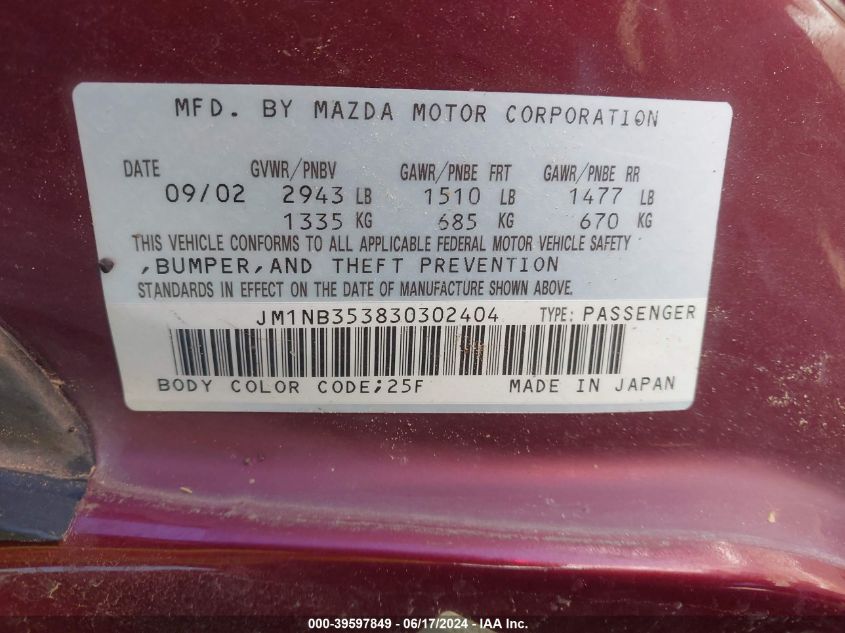 MFD. BY MAZDA MOTOR CORPORATION
DATE GVWR/PNBV GAWR/PNBE FRT GAWR/PNBE RR
09/02 2943 LB 1510 LB 1477 LB
1335 KG 685 KG 670 KG
THIS VEHICLE CONFORMS TO ALL APPLICABLE FEDERAL MOTOR VEHICLE SAFETY
,BUMPER,AND THEFT PREVENTION
STANDARDS IN EFFECT ON THE DATE OF MANUFACTURE SHOWN ABOVE.
JM1NB353830302404 TYPE: PASSENGER
BODY COLOR CODE;25F MADE IN JAPAN
000-39597849 - 06/17/2024 - IAA Inc.